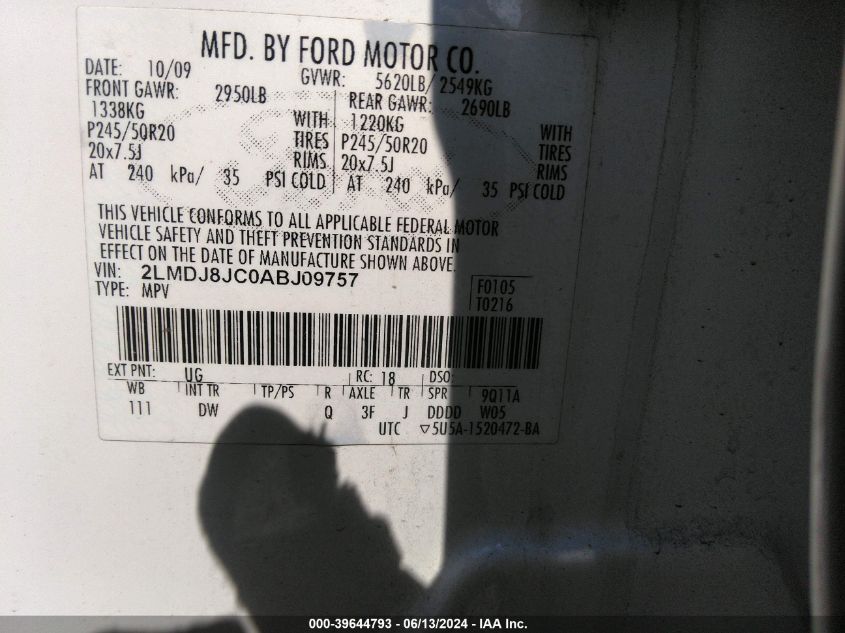 MFD. BY FORD MOTOR CO.
DATE: 10/09 GVWR: 5620LB/ 2549KG
FRONT GAWR: 2950LB REAR GAWR: 2690LB
1338KG WITH 1220KG WITH
P245/50R20 TIRES P245/50R20 TIRES
20x7.5J RIMS 20x7.5J RIMS
AT 240 kPa/ 35 PSI COLD AT 240 kPa/ 35 PSI COLD
THIS VEHICLE CONFORMS TO ALL APPLICABLE FEDERAL MOTOR
VEHICLE SAFETY AND THEFT PREVENTION STANDARDS IN
EFFECT ON THE DATE OF MANUFACTURE SHOWN ABOVE.
VIN: 2LMDJ8JC0ABJ09757 F0105
TYPE: MPV T0216
EXT PNT: UG RC: 18 DSO:
WB INT TR TP/PS R AXLE TR SPR 9Q11A
111 DW Q 3F J DDDD W05
UTC ▽5U5A-1520472-BA
000-39644793 - 06/13/2024 - IAA Inc.